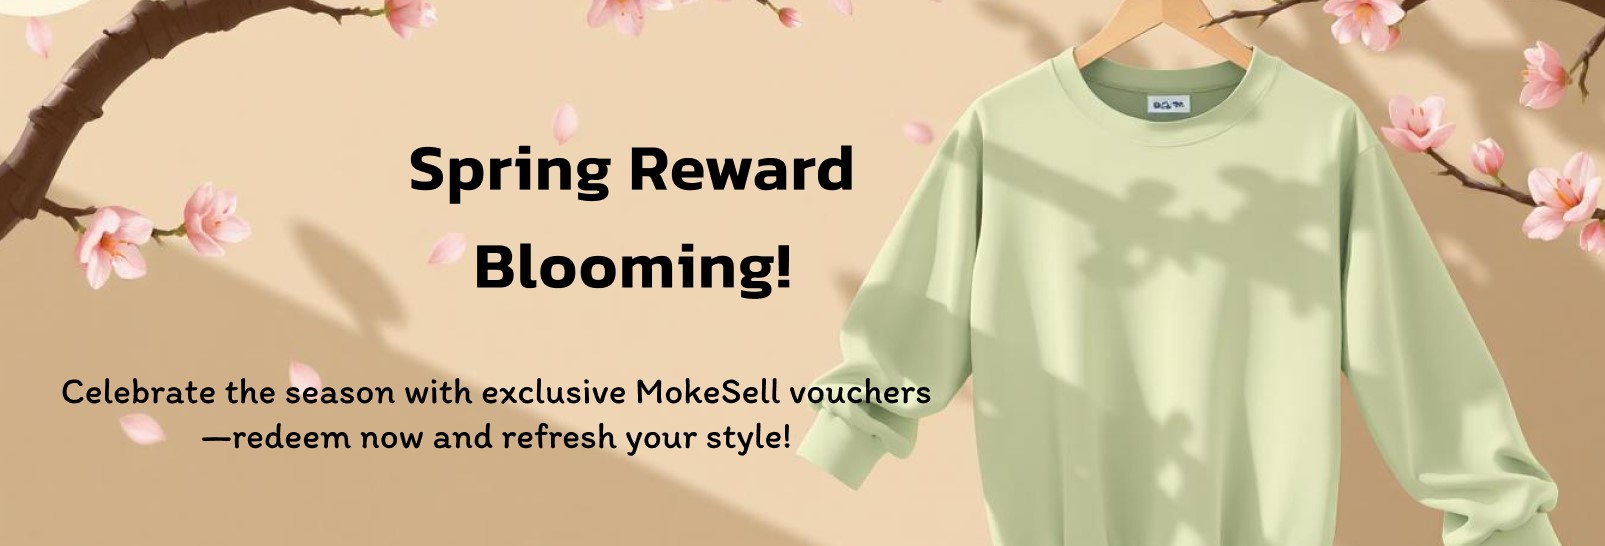 Spring Reward
Blooming!
Celebrate the season with exclusive MokeSell vouchers
—redeem now and refresh your style!